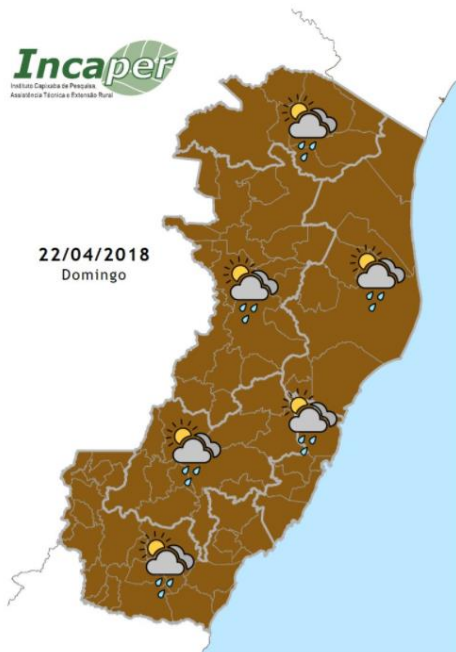 Incaper
Instituto Capixaba de Pesquisa,
Assistência Técnica e Extensão Rural
22/04/2018
Domingo